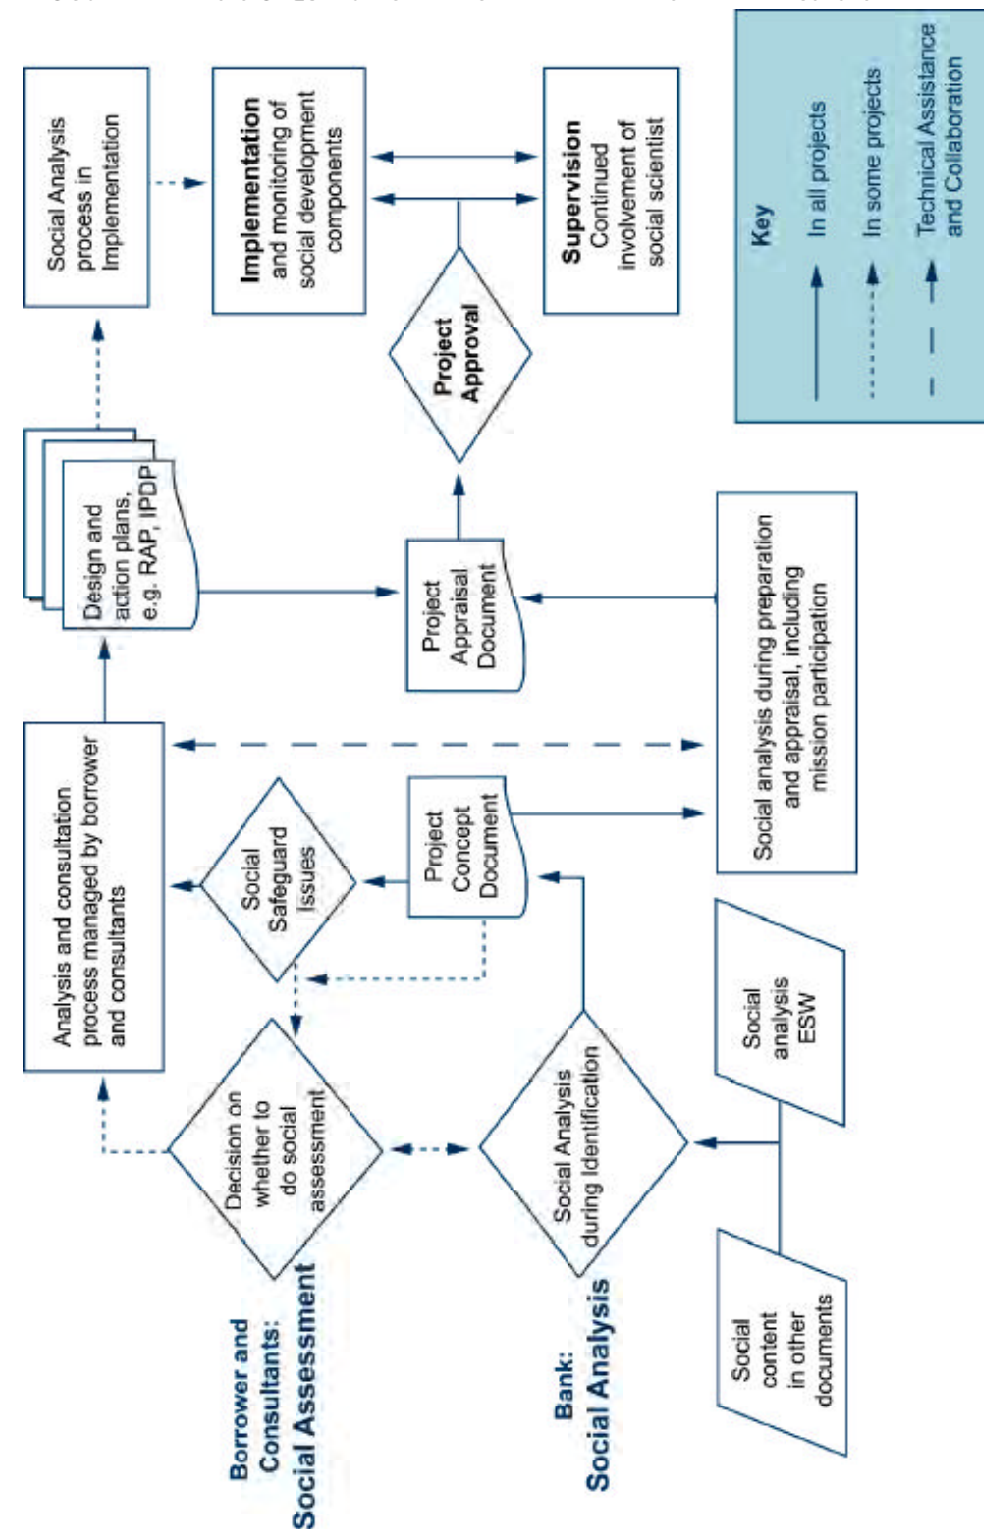 Borrower and
Consultants:
Social Assessment
Bank:
Social Analysis
Social
content
in other
documents
Social
analysis
ESW
Social Analysis
during Identification
Decision on
whether to
do social
assessment
Analysis and consultation
process managed by borrower
and consultants
Social
Safeguard
Issues
Project
Concept
Document
Social analysis during preparation
and appraisal, including
mission participation
Design and
action plans,
e.g. RAP, IPDP
Project
Appraisal
Document
Project
Approval
Social Analysis
process in
Implementation
Implementation
and monitoring of
social development
components
Supervision
Continued
involvement of
social scientist
Key
In all projects
In some projects
Technical Assistance
and Collaboration